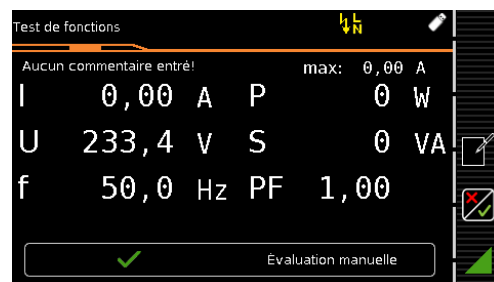 Test de fonctions
L N
Aucun commentaire entré! max: 0,00 A
I 0,00 A P 0 W
U 233,4 V S 0 VA
f 50,0 Hz PF 1,00
Évaluation manuelle